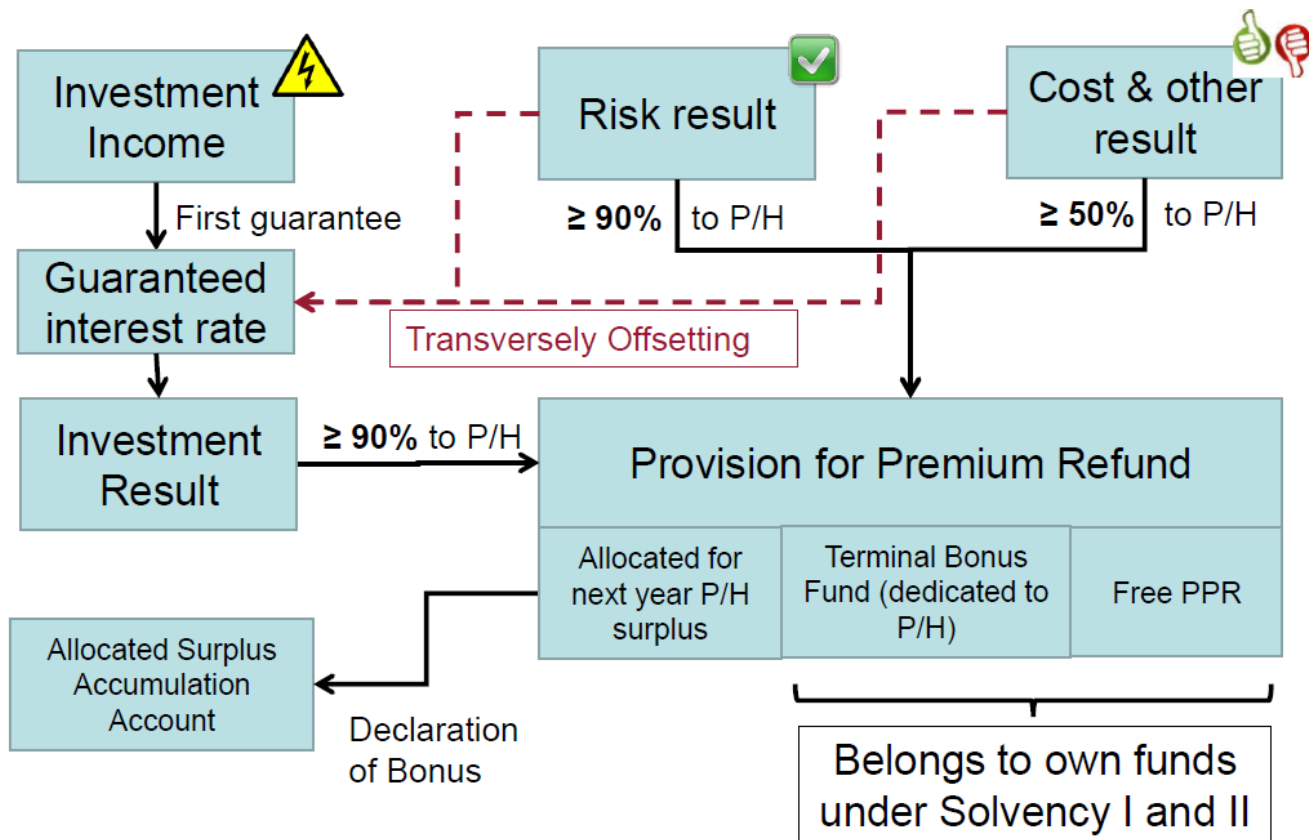 Investment
Income
Risk result
Cost & other
result
First guarantee
≥ 90% to P/H
≥ 50% to P/H
Guaranteed
interest rate
Transversely Offsetting
Investment
Result
≥ 90% to P/H
Provision for Premium Refund
Allocated for
next year P/H
surplus
Terminal Bonus
Fund (dedicated to
P/H)
Free PPR
Allocated Surplus
Accumulation
Account
Declaration
of Bonus
Belongs to own funds
under Solvency I and II